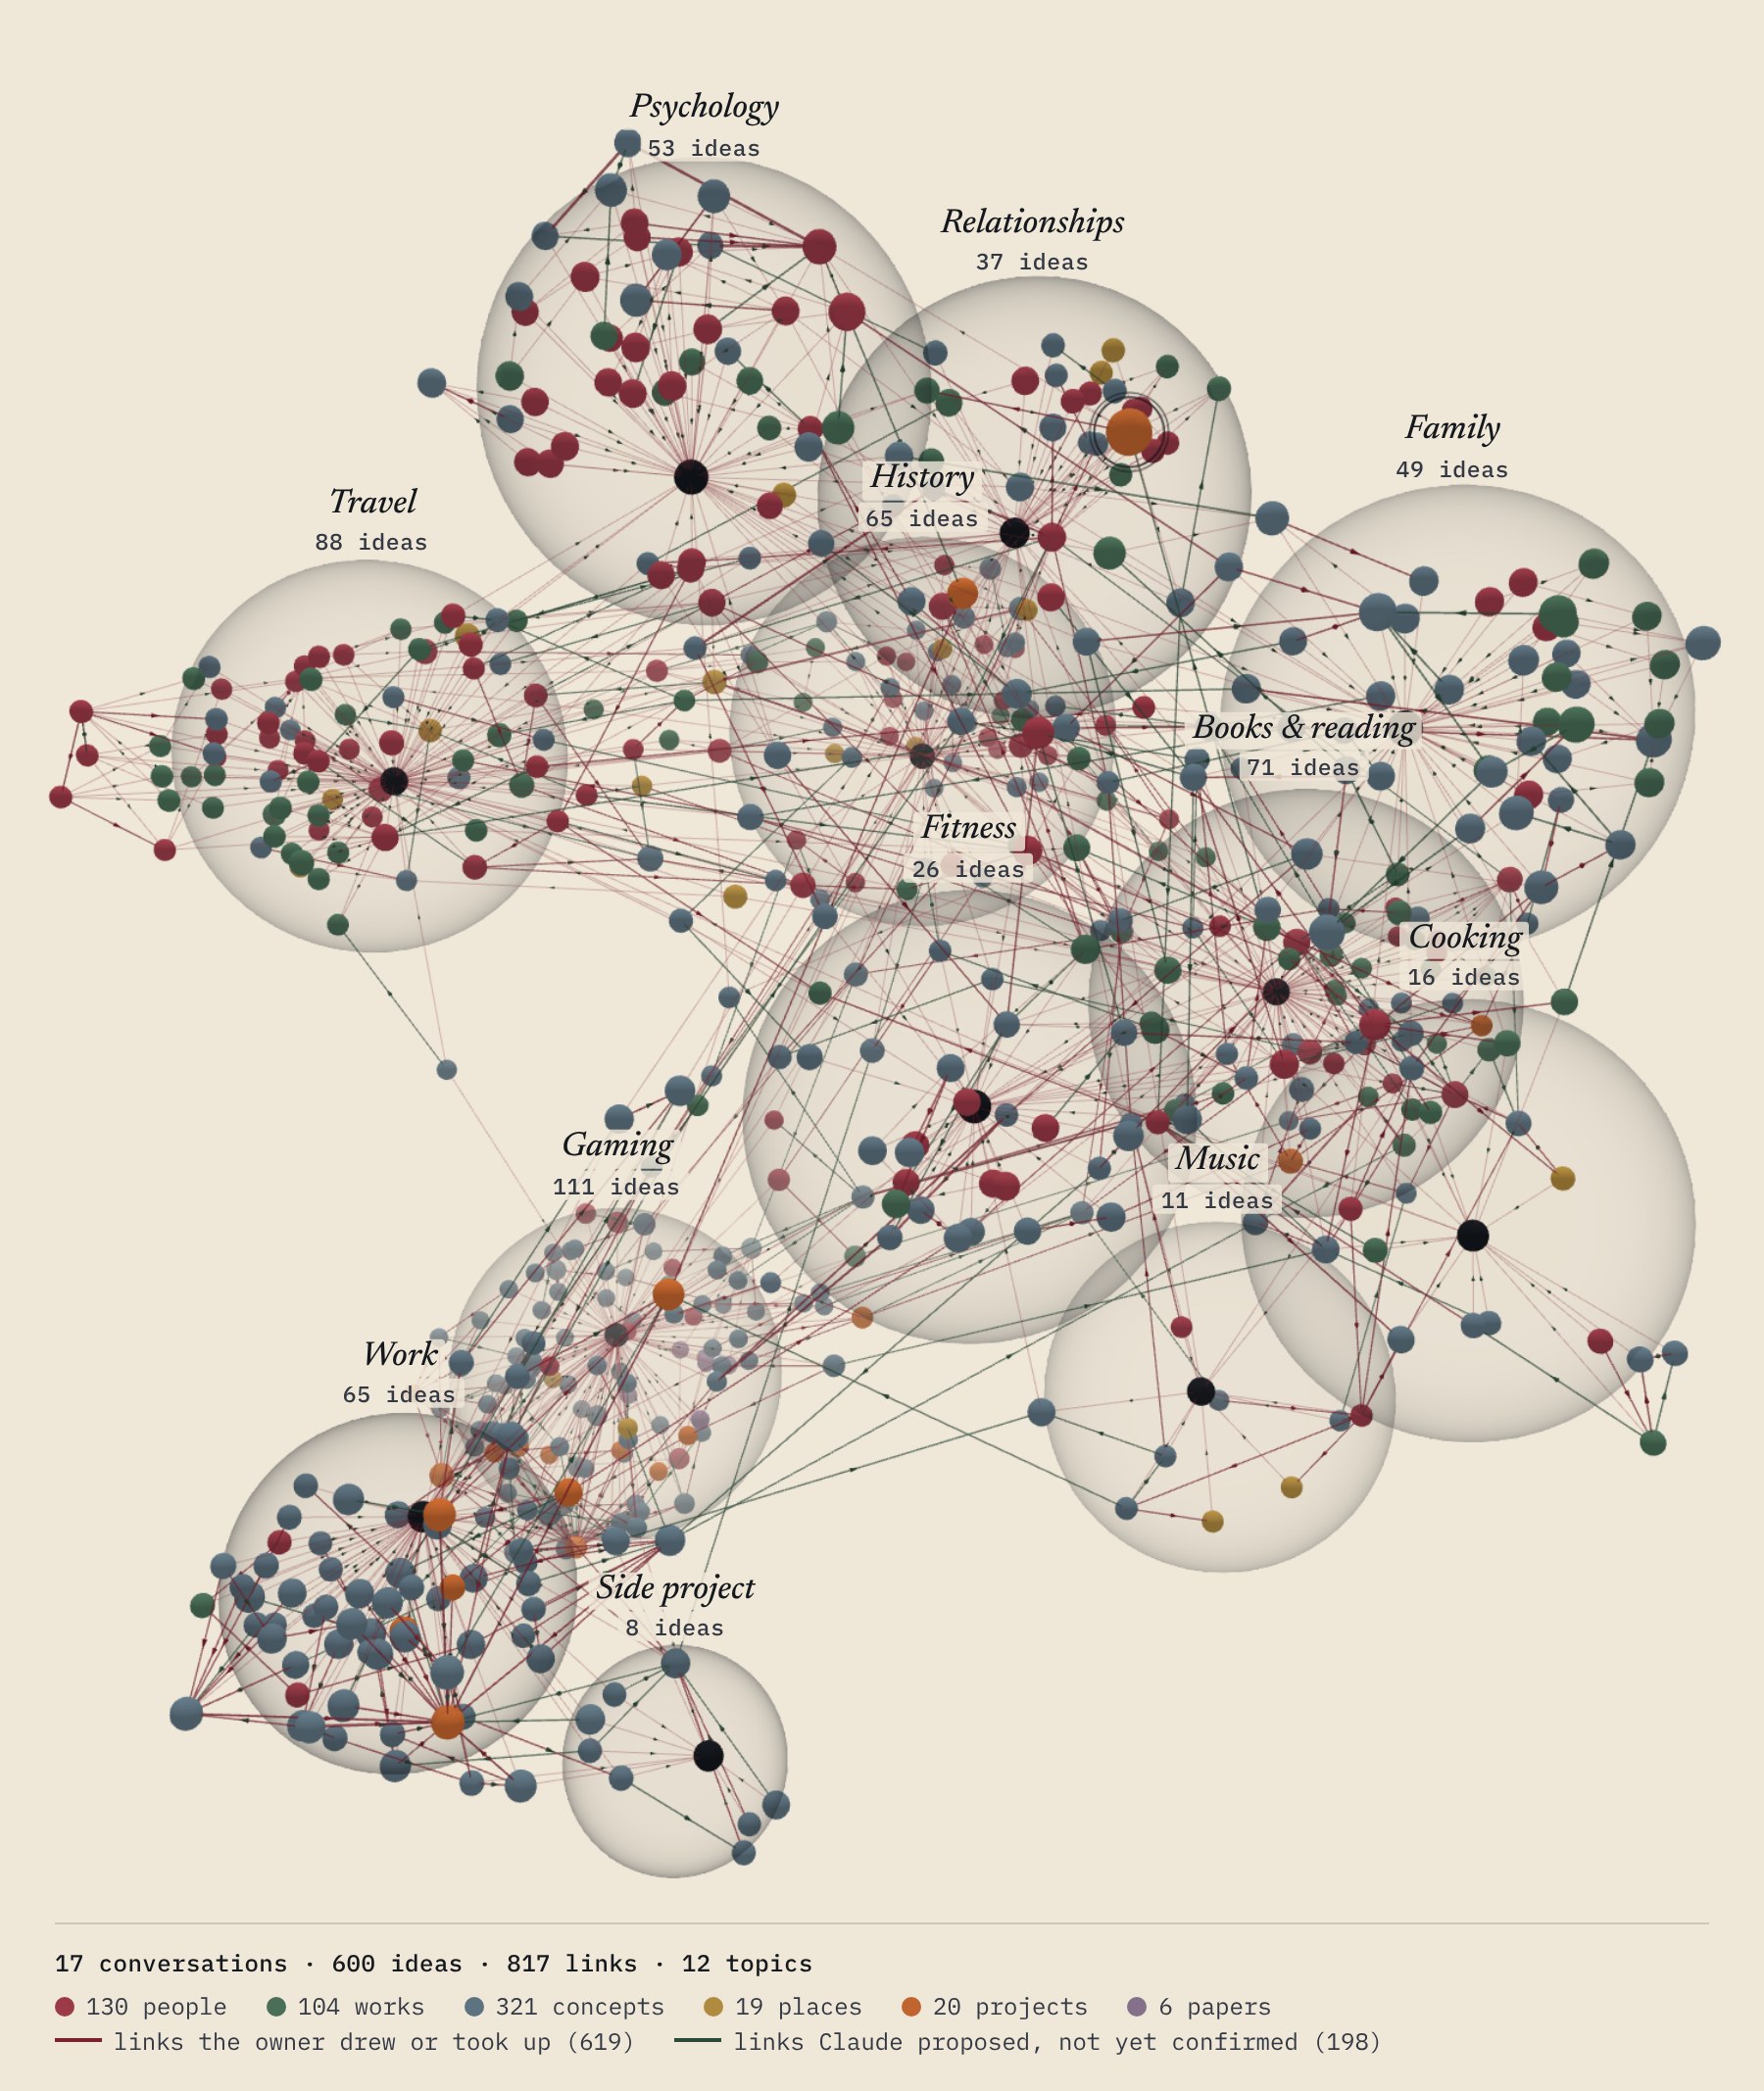 Psychology
53 ideas
Relationships
37 ideas
Family
49 ideas
History
65 ideas
Travel
88 ideas
Books & reading
71 ideas
Fitness
26 ideas
Cooking
16 ideas
Gaming
111 ideas
Music
11 ideas
Work
65 ideas
Side project
8 ideas
17 conversations · 600 ideas · 817 links · 12 topics
130 people 104 works 321 concepts 19 places 20 projects 6 papers
links the owner drew or took up (619) links Claude proposed, not yet confirmed (198)